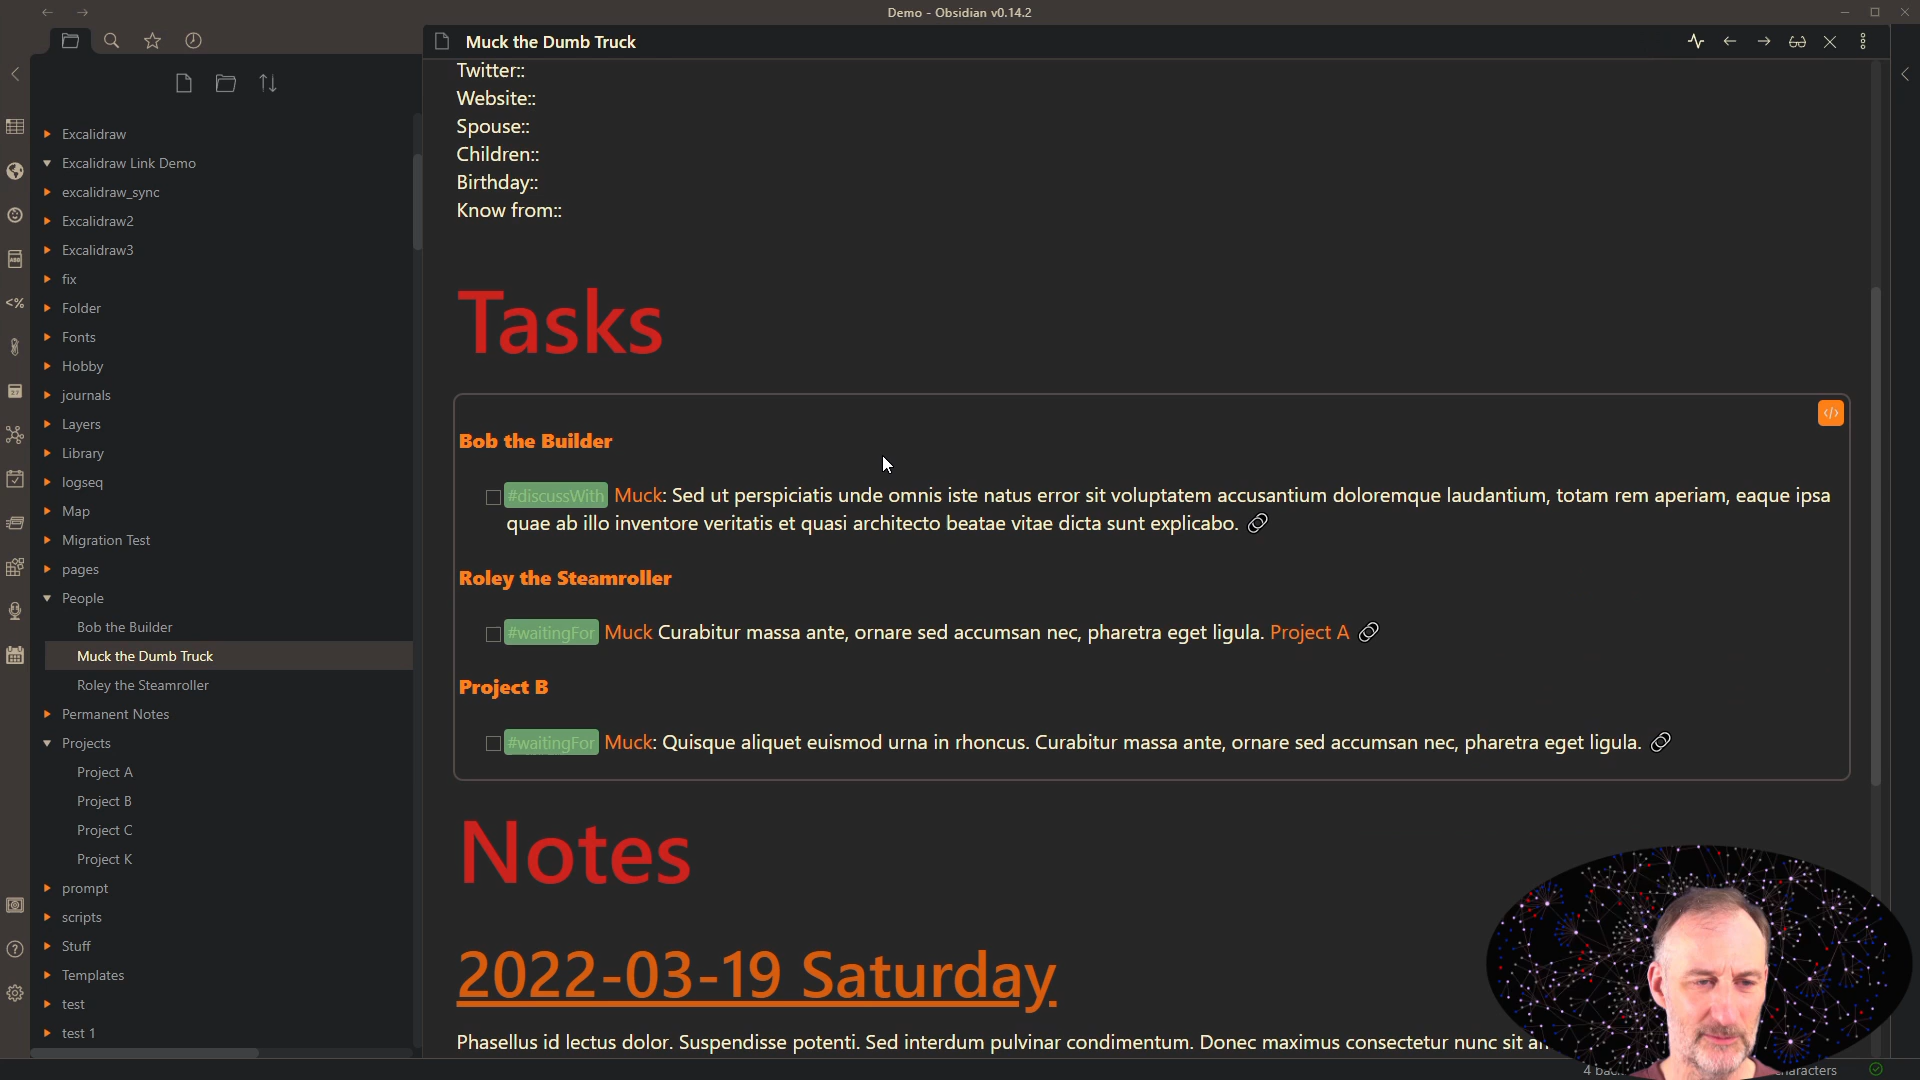 Demo - Obsidian v0.14.2
Muck the Dumb Truck
Excalidraw
Excalidraw Link Demo
excalidraw_sync
Excalidraw2
Excalidraw3
fix
Folder
Fonts
Hobby
journals
Layers
Library
logseq
Map
Migration Test
pages
People
Bob the Builder
Muck the Dumb Truck
Roley the Steamroller
Permanent Notes
Projects
Project A
Project B
Project C
Project K
prompt
scripts
Stuff
Templates
test
test 1
Twitter::
Website::
Spouse::
Children::
Birthday::
Know from::
Tasks
Bob the Builder
#discussWith Muck: Sed ut perspiciatis unde omnis iste natus error sit voluptatem accusantium doloremque laudantium, totam rem aperiam, eaque ipsa
quae ab illo inventore veritatis et quasi architecto beatae vitae dicta sunt explicabo.
Roley the Steamroller
#waitingFor Muck Curabitur massa ante, ornare sed accumsan nec, pharetra eget ligula. Project A
Project B
#waitingFor Muck: Quisque aliquet euismod urna in rhoncus. Curabitur massa ante, ornare sed accumsan nec, pharetra eget ligula.
Notes
2022-03-19 Saturday
Phasellus id lectus dolor. Suspendisse potenti. Sed interdum pulvinar condimentum. Donec maximus consectetur nunc sit
4